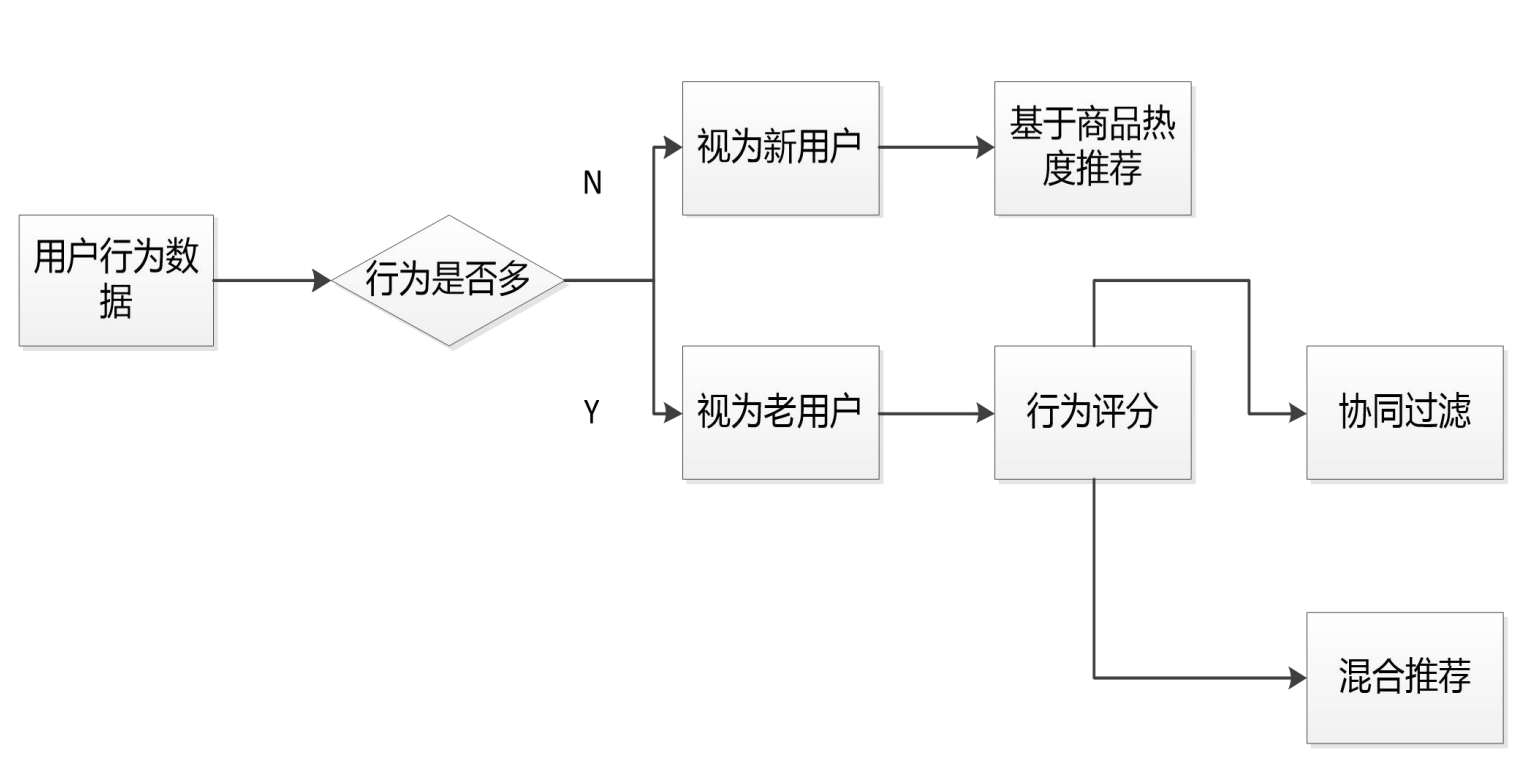 用户行为数
据
行为是否多
N
Y
视为新用户
基于商品热
度推荐
视为老用户
行为评分
协同过滤
混合推荐